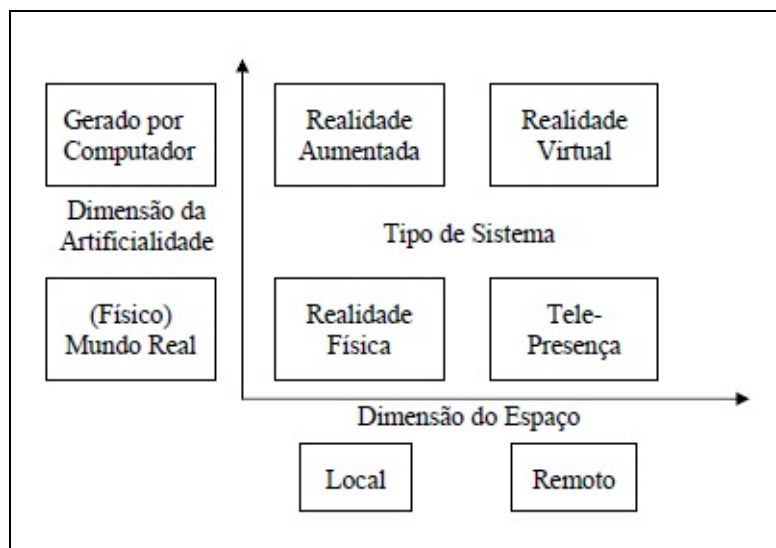 Gerado por
Computador
Realidade
Aumentada
Realidade
Virtual
Dimensão da
Artificialidade
Tipo de Sistema
(Físico)
Mundo Real
Realidade
Física
Tele-
Presença
Dimensão do Espaço
Local
Remoto